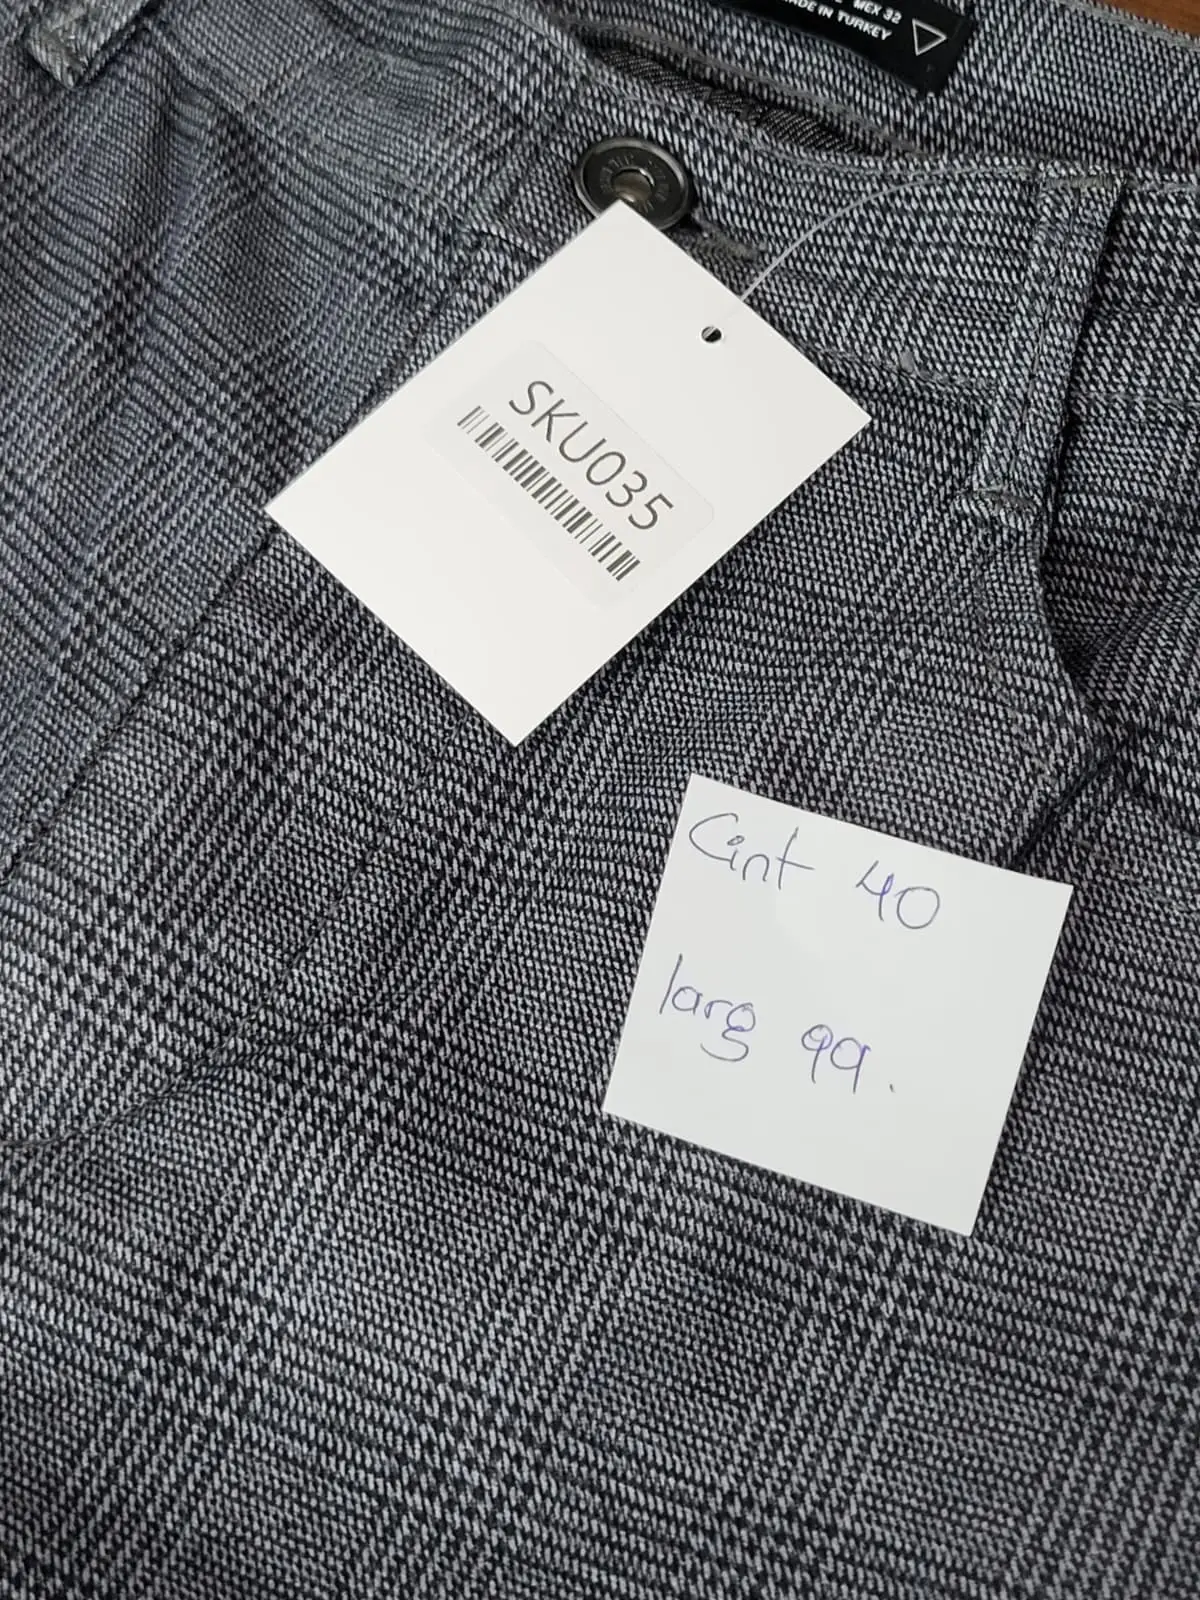 MEX 32
MADE IN TURKEY
SKU035
Cint 40
larg 99.